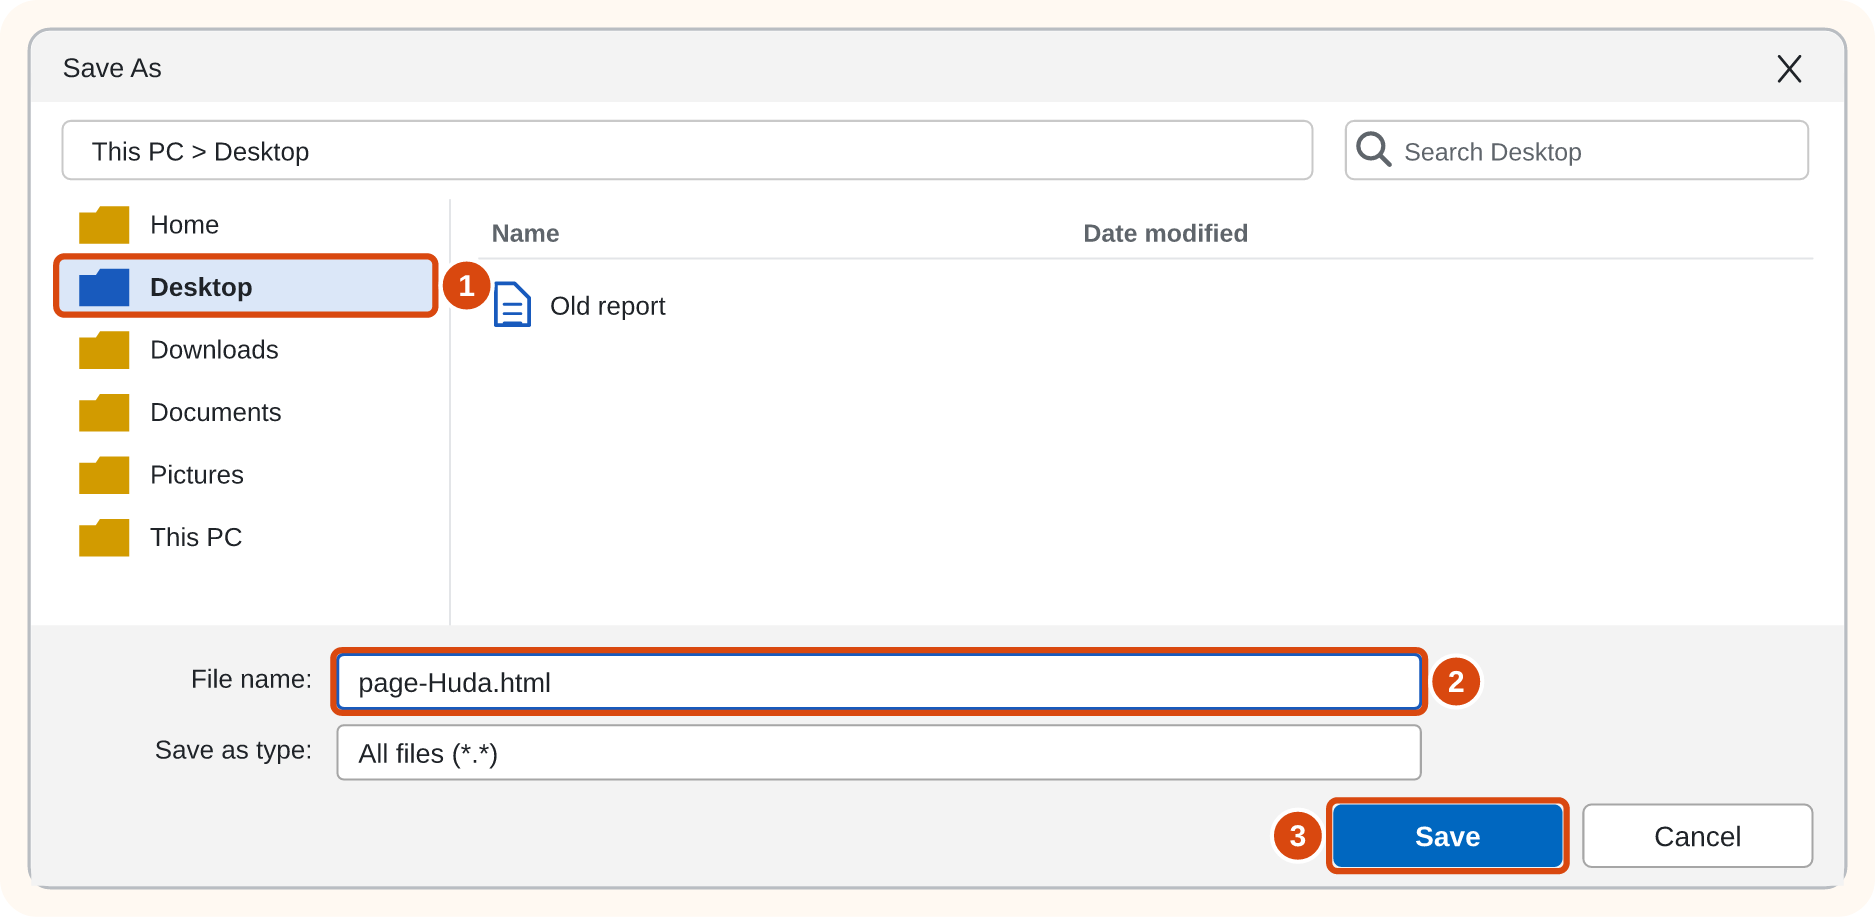 Save As
This PC > Desktop
Search Desktop
Home
Desktop
1
Downloads
Documents
Pictures
This PC
Name
Date modified
Old report
File name:
page-Huda.html
2
Save as type:
All files (*.*)
3
Save
Cancel